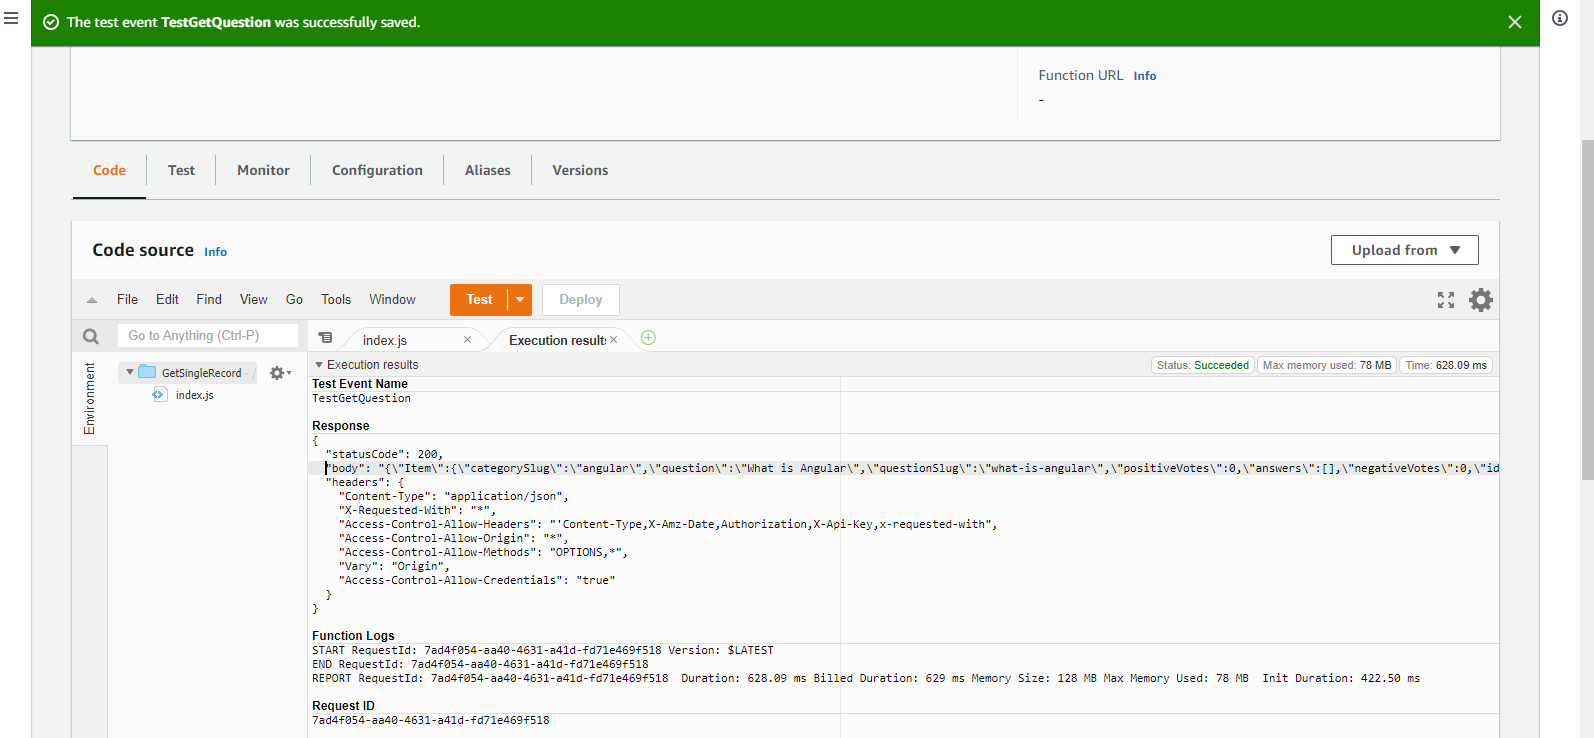 The test event TestGetQuestion was successfully saved.
Function URL Info
-
Code Test Monitor Configuration Aliases Versions
Code source Info
Upload from
File Edit Find View Go Tools Window Test Deploy
Go to Anything (Ctrl-P)
index.js
Execution results
Environment
GetSingleRecord - /
index.js
Execution results
Status: Succeeded Max memory used: 78 MB Time: 628.09 ms
Test Event Name
TestGetQuestion
Response
{
"statusCode": 200,
"body": "{\"Item\":{\"categorySlug\":\"angular\",\"question\":\"What is Angular\",\"questionSlug\":\"what-is-angular\",\"positiveVotes\":0,\"answers\":[],\"negativeVotes\":0,\"id
"headers": {
"Content-Type": "application/json",
"X-Requested-With": "*",
"Access-Control-Allow-Headers": "'Content-Type,X-Amz-Date,Authorization,X-Api-Key,x-requested-with",
"Access-Control-Allow-Origin": "*",
"Access-Control-Allow-Methods": "OPTIONS,*",
"Vary": "Origin",
"Access-Control-Allow-Credentials": "true"
}
}
Function Logs
START RequestId: 7ad4f054-aa40-4631-a41d-fd71e469f518 Version: $LATEST
END RequestId: 7ad4f054-aa40-4631-a41d-fd71e469f518
REPORT RequestId: 7ad4f054-aa40-4631-a41d-fd71e469f518 Duration: 628.09 ms Billed Duration: 629 ms Memory Size: 128 MB Max Memory Used: 78 MB Init Duration: 422.50 ms
Request ID
7ad4f054-aa40-4631-a41d-fd71e469f518